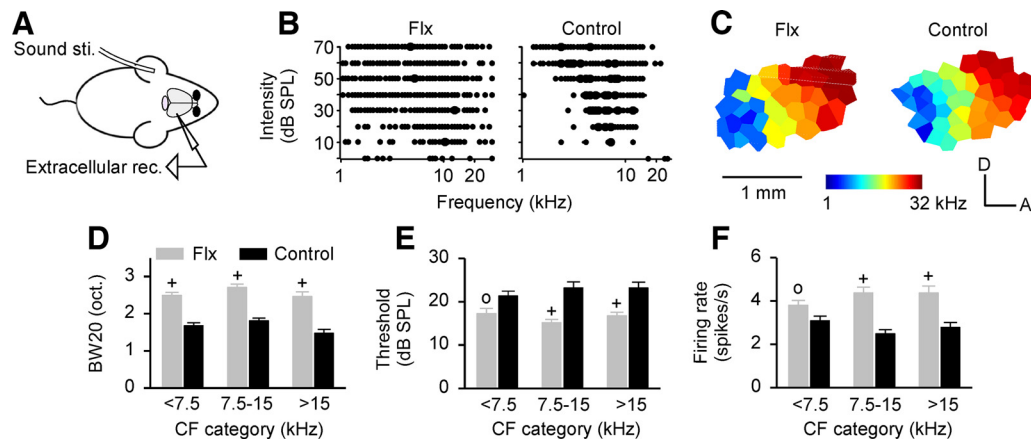 A
Sound sti.
Extracellular rec.
B
Flx
Control
70
50
30
10
Intensity
(dB SPL)
1
10
20
1
10
20
Frequency (kHz)
C
Flx
Control
1 mm
1
32 kHz
D
A
D
Flx
Control
3
2
1
0
BW20 (oct.)
+
+
+
<7.5
7.5-15
>15
CF category (kHz)
E
30
20
10
0
Threshold
(dB SPL)
o
+
+
<7.5
7.5-15
>15
CF category (kHz)
F
6
4
2
0
Firing rate
(spikes/s)
o
+
+
<7.5
7.5-15
>15
CF category (kHz)